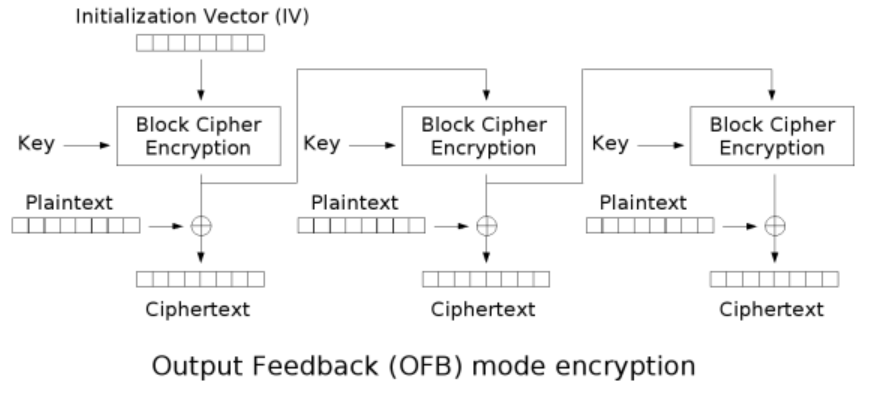 Initialization Vector (IV)
Key
Block Cipher
Encryption
Key
Block Cipher
Encryption
Key
Block Cipher
Encryption
Plaintext
Plaintext
Plaintext
Ciphertext
Ciphertext
Ciphertext
Output Feedback (OFB) mode encryption